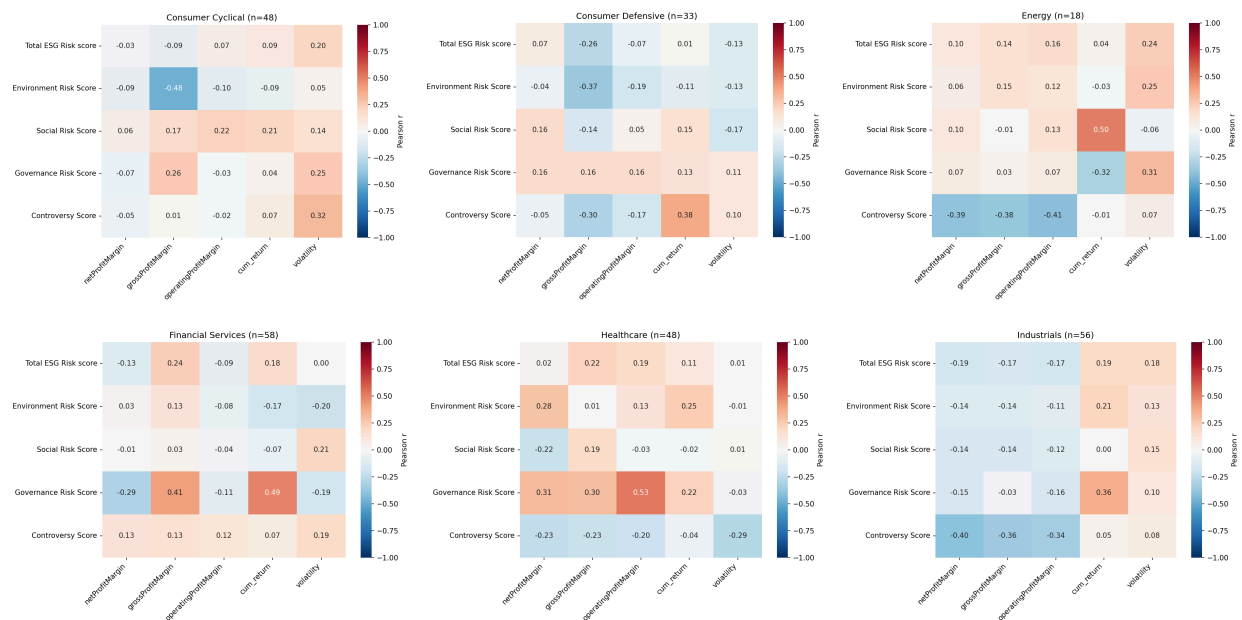 Consumer Cyclical (n=48)
Total ESG Risk score -0.03 -0.09 0.07 0.09 0.20
Environment Risk Score -0.09 -0.48 -0.10 -0.09 0.05
Social Risk Score 0.06 0.17 0.22 0.21 0.14
Governance Risk Score -0.07 0.26 -0.03 0.04 0.25
Controversy Score -0.05 0.01 -0.02 0.07 0.32
netProfitMargin grossProfitMargin operatingProfitMargin cum_return volatility
1.00
0.75
0.50
0.25
0.00
−0.25
−0.50
−0.75
−1.00
Pearson r
Consumer Defensive (n=33)
Total ESG Risk score 0.07 -0.26 -0.07 0.01 -0.13
Environment Risk Score -0.04 -0.37 -0.19 -0.11 -0.13
Social Risk Score 0.16 -0.14 0.05 0.15 -0.17
Governance Risk Score 0.16 0.16 0.16 0.13 0.11
Controversy Score -0.05 -0.30 -0.17 0.38 0.10
netProfitMargin grossProfitMargin operatingProfitMargin cum_return volatility
1.00
0.75
0.50
0.25
0.00
−0.25
−0.50
−0.75
−1.00
Pearson r
Energy (n=18)
Total ESG Risk score 0.10 0.14 0.16 0.04 0.24
Environment Risk Score 0.06 0.15 0.12 -0.03 0.25
Social Risk Score 0.10 -0.01 0.13 0.50 -0.06
Governance Risk Score 0.07 0.03 0.07 -0.32 0.31
Controversy Score -0.39 -0.38 -0.41 -0.01 0.07
netProfitMargin grossProfitMargin operatingProfitMargin cum_return volatility
1.00
0.75
0.50
0.25
0.00
−0.25
−0.50
−0.75
−1.00
Pearson r
Financial Services (n=58)
Total ESG Risk score -0.13 0.24 -0.09 0.18 0.00
Environment Risk Score 0.03 0.13 -0.08 -0.17 -0.20
Social Risk Score -0.01 0.03 -0.04 -0.07 0.21
Governance Risk Score -0.29 0.41 -0.11 0.49 -0.19
Controversy Score 0.13 0.13 0.12 0.07 0.19
netProfitMargin grossProfitMargin operatingProfitMargin cum_return volatility
1.00
0.75
0.50
0.25
0.00
−0.25
−0.50
−0.75
−1.00
Pearson r
Healthcare (n=48)
Total ESG Risk score 0.02 0.22 0.19 0.11 0.01
Environment Risk Score 0.28 0.01 0.13 0.25 -0.01
Social Risk Score -0.22 0.19 -0.03 -0.02 0.01
Governance Risk Score 0.31 0.30 0.53 0.22 -0.03
Controversy Score -0.23 -0.23 -0.20 -0.04 -0.29
netProfitMargin grossProfitMargin operatingProfitMargin cum_return volatility
1.00
0.75
0.50
0.25
0.00
−0.25
−0.50
−0.75
−1.00
Pearson r
Industrials (n=56)
Total ESG Risk score -0.19 -0.17 -0.17 0.19 0.18
Environment Risk Score -0.14 -0.14 -0.11 0.21 0.13
Social Risk Score -0.14 -0.14 -0.12 0.00 0.15
Governance Risk Score -0.15 -0.03 -0.16 0.36 0.10
Controversy Score -0.40 -0.36 -0.34 0.05 0.08
netProfitMargin grossProfitMargin operatingProfitMargin cum_return volatility
1.00
0.75
0.50
0.25
0.00
−0.25
−0.50
−0.75
−1.00
Pearson r